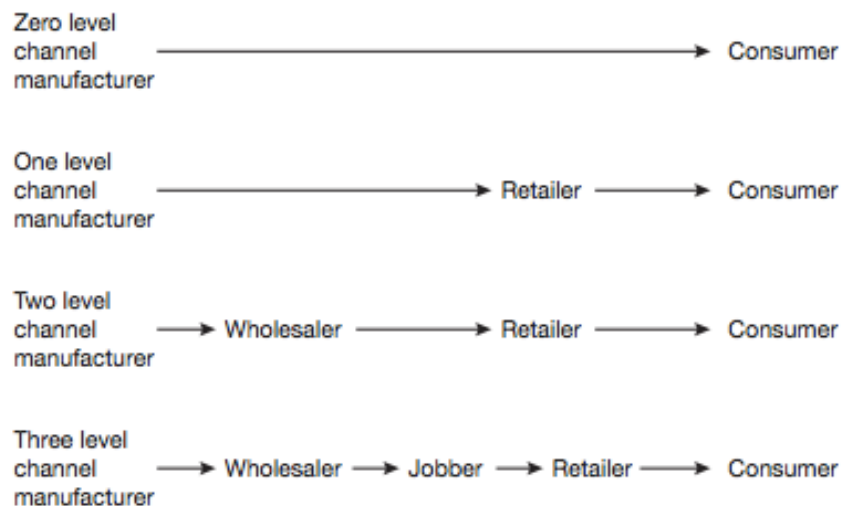 Zero level
channel
manufacturer
Consumer
One level
channel
manufacturer
Retailer
Consumer
Two level
channel
manufacturer
Wholesaler
Retailer
Consumer
Three level
channel
manufacturer
Wholesaler
Jobber
Retailer
Consumer